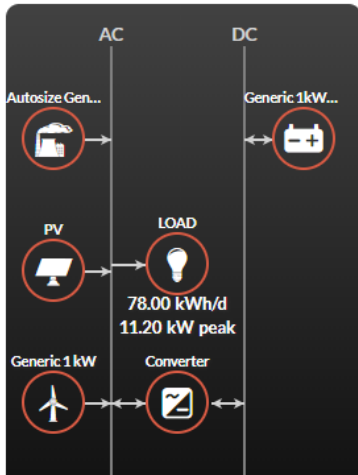 AC DC
Autosize Gen... Generic 1kW...
PV LOAD
78.00 kWh/d
11.20 kW peak
Generic 1 kW Converter